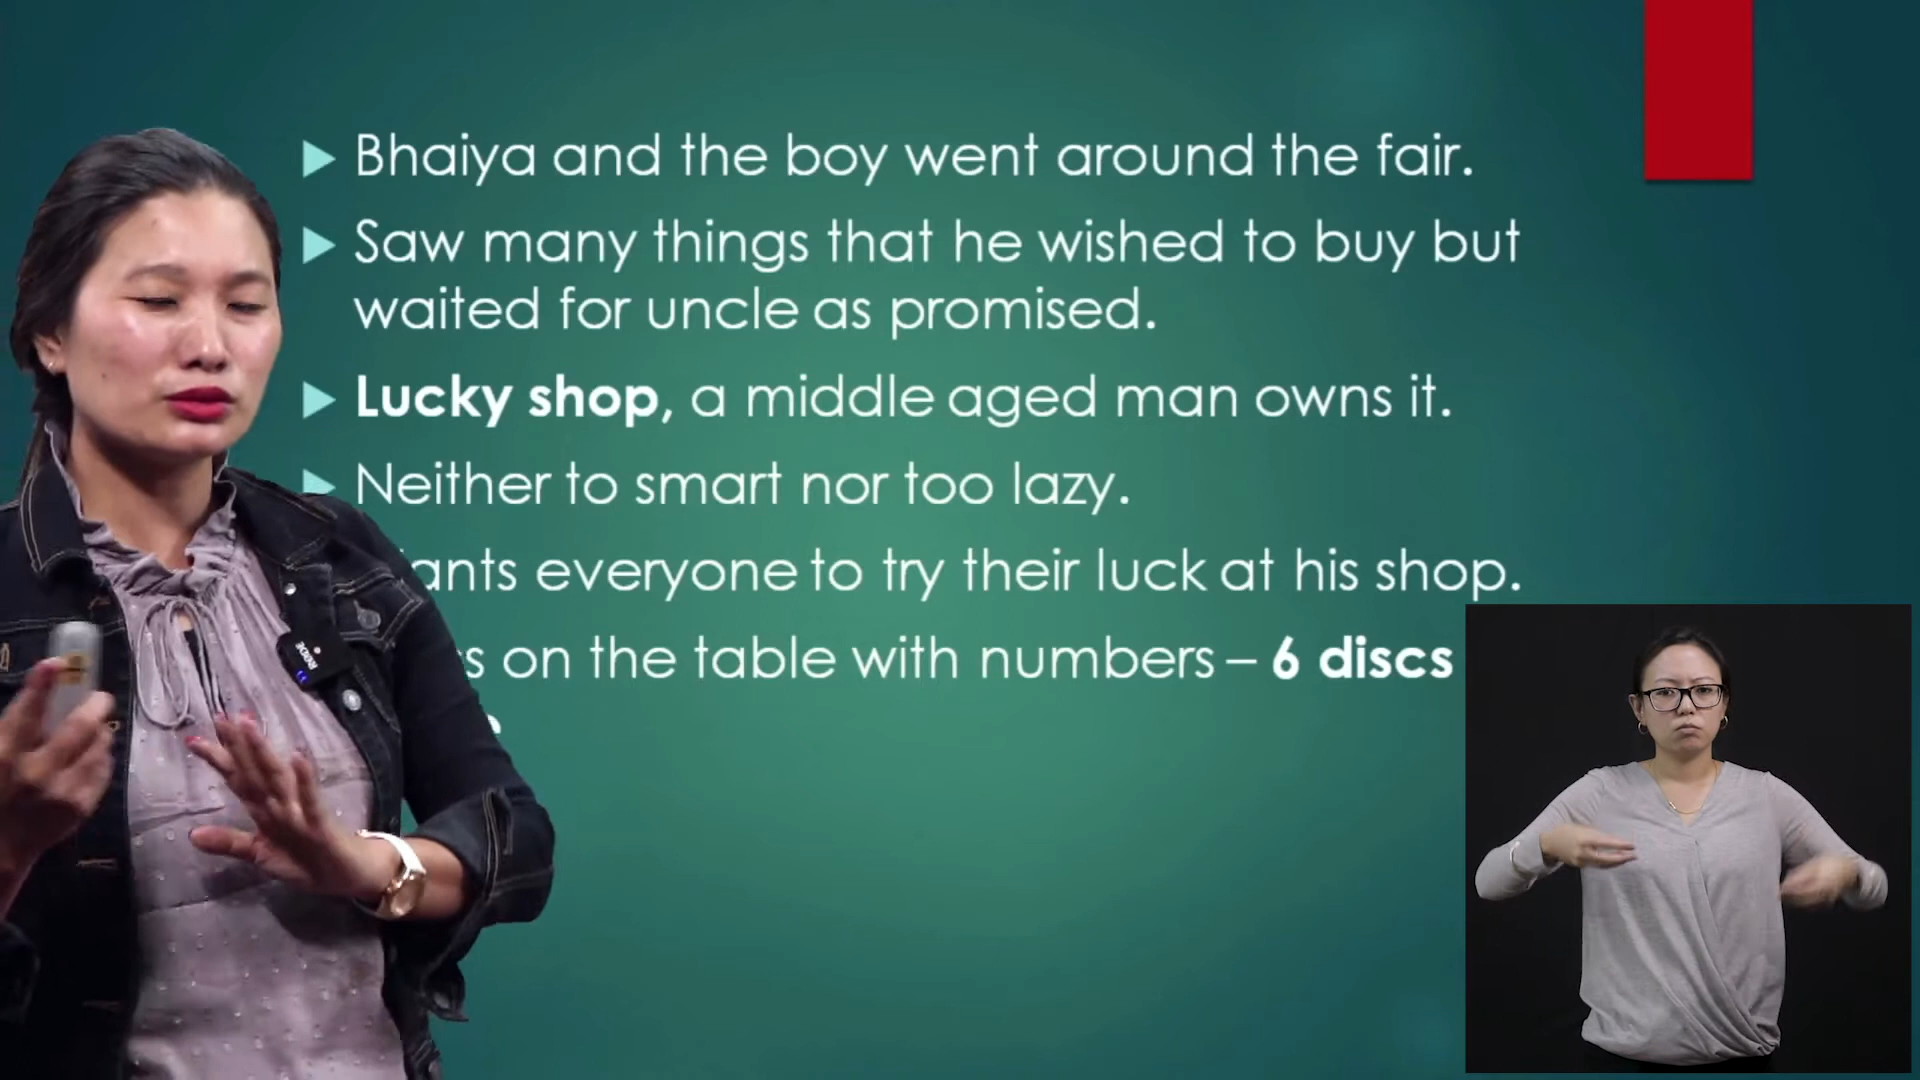 Bhaiya and the boy went around the fair.
Saw many things that he wished to buy but
waited for uncle as promised.
Lucky shop, a middle aged man owns it.
Neither to smart nor too lazy.
everyone to try their luck at his shop.
on the table with numbers – 6 discs
RODE